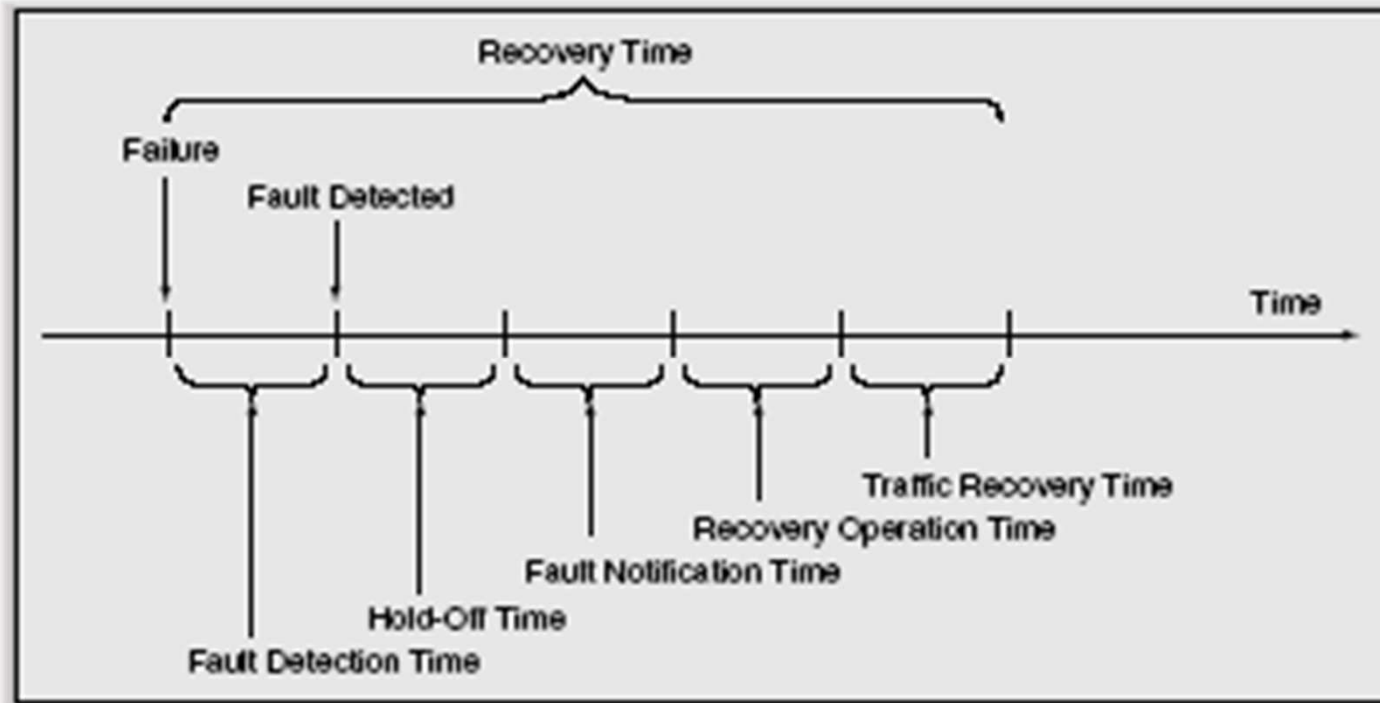 Recovery Time
Failure
Fault Detected
Time
Traffic Recovery Time
Recovery Operation Time
Fault Notification Time
Hold-Off Time
Fault Detection Time